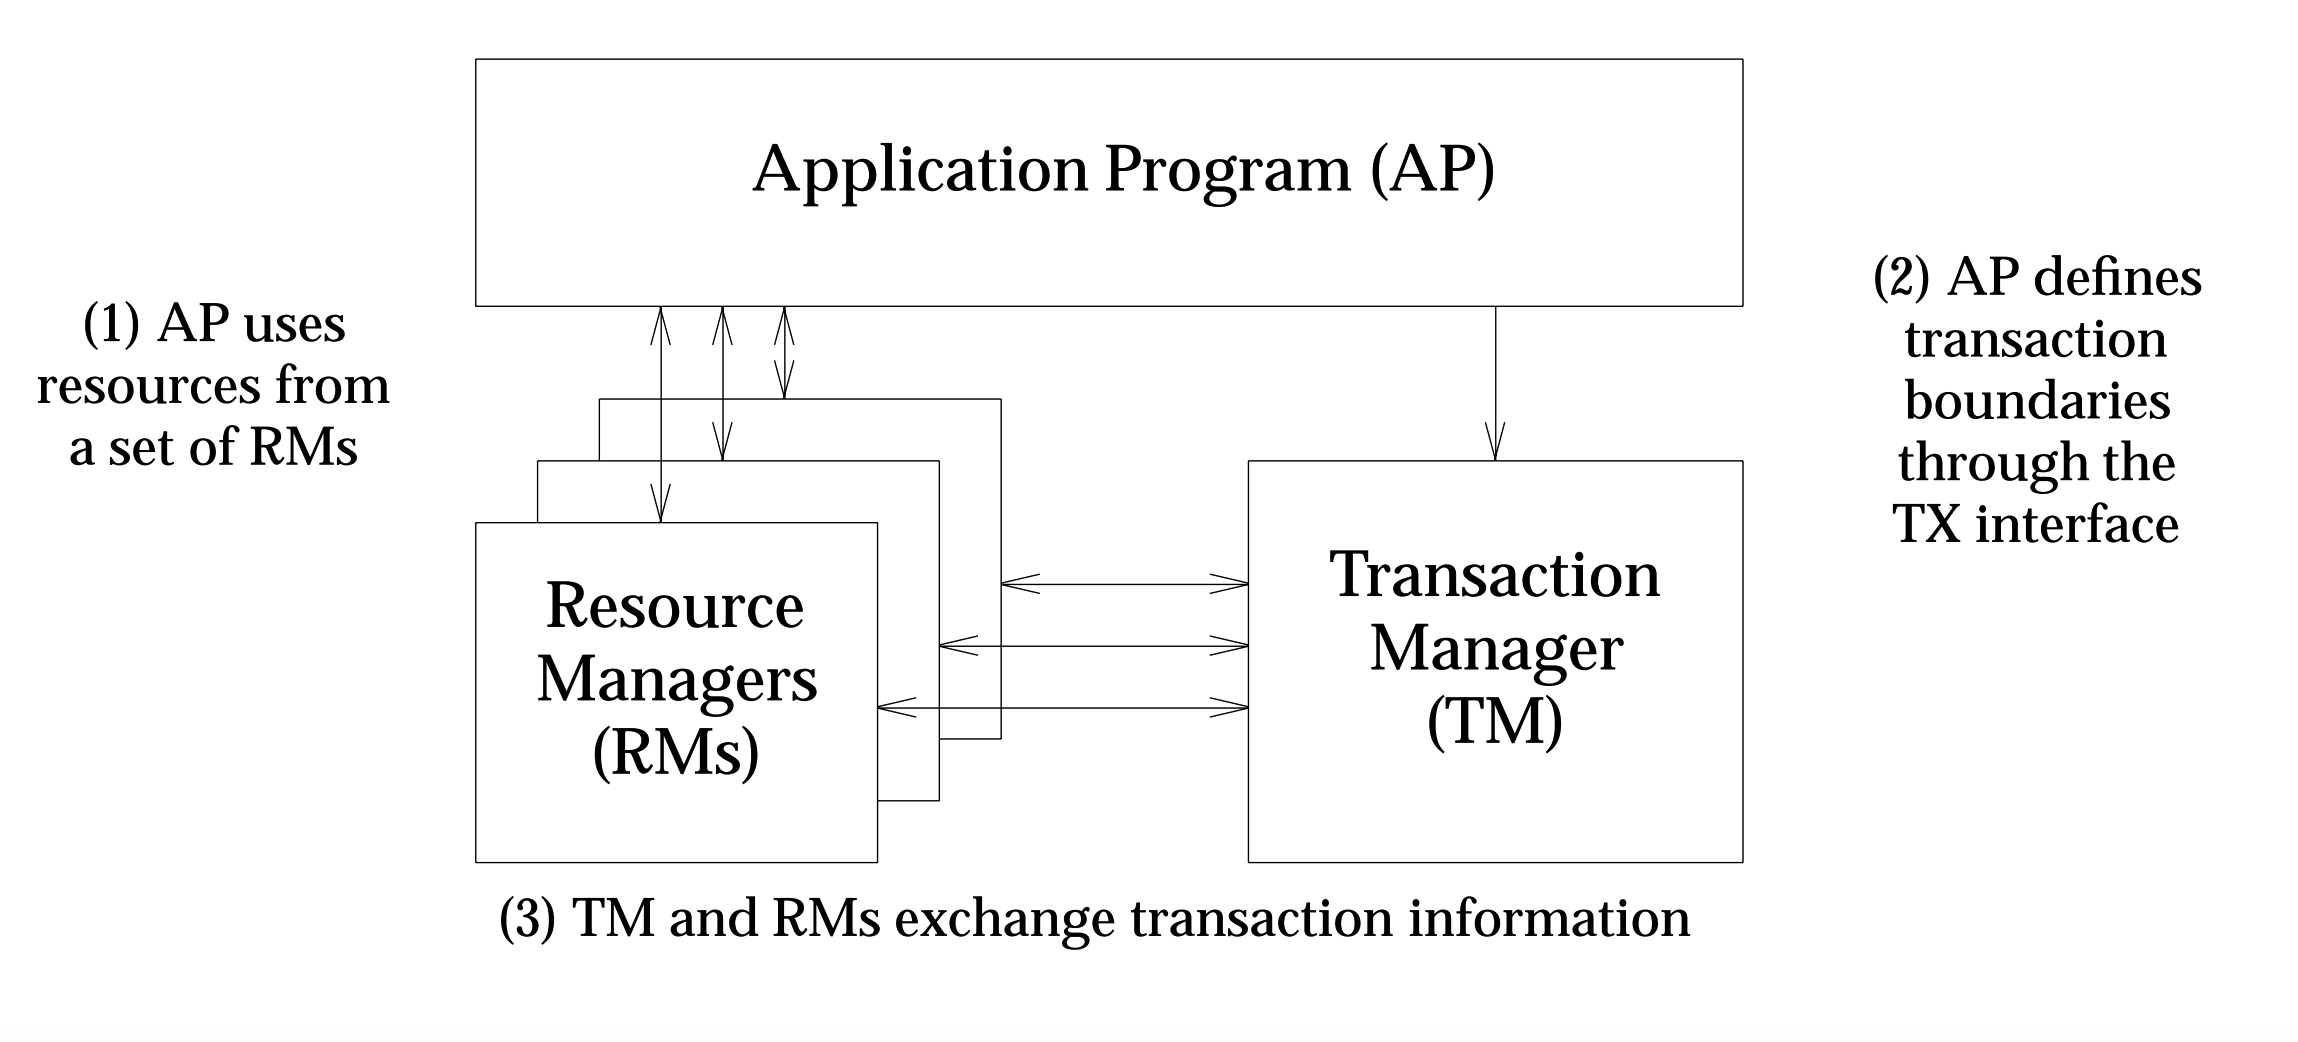 Application Program (AP)
(1) AP uses
resources from
a set of RMs
(2) AP defines
transaction
boundaries
through the
TX interface
Resource
Managers
(RMs)
Transaction
Manager
(TM)
(3) TM and RMs exchange transaction information